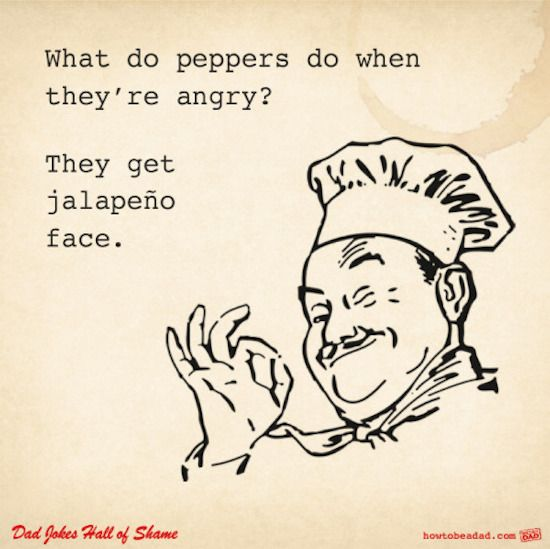 What do peppers do when
they're angry?
They get
jalapeño
face.
Dad Jokes Hall of Shame
howtobeadad.com
DAD